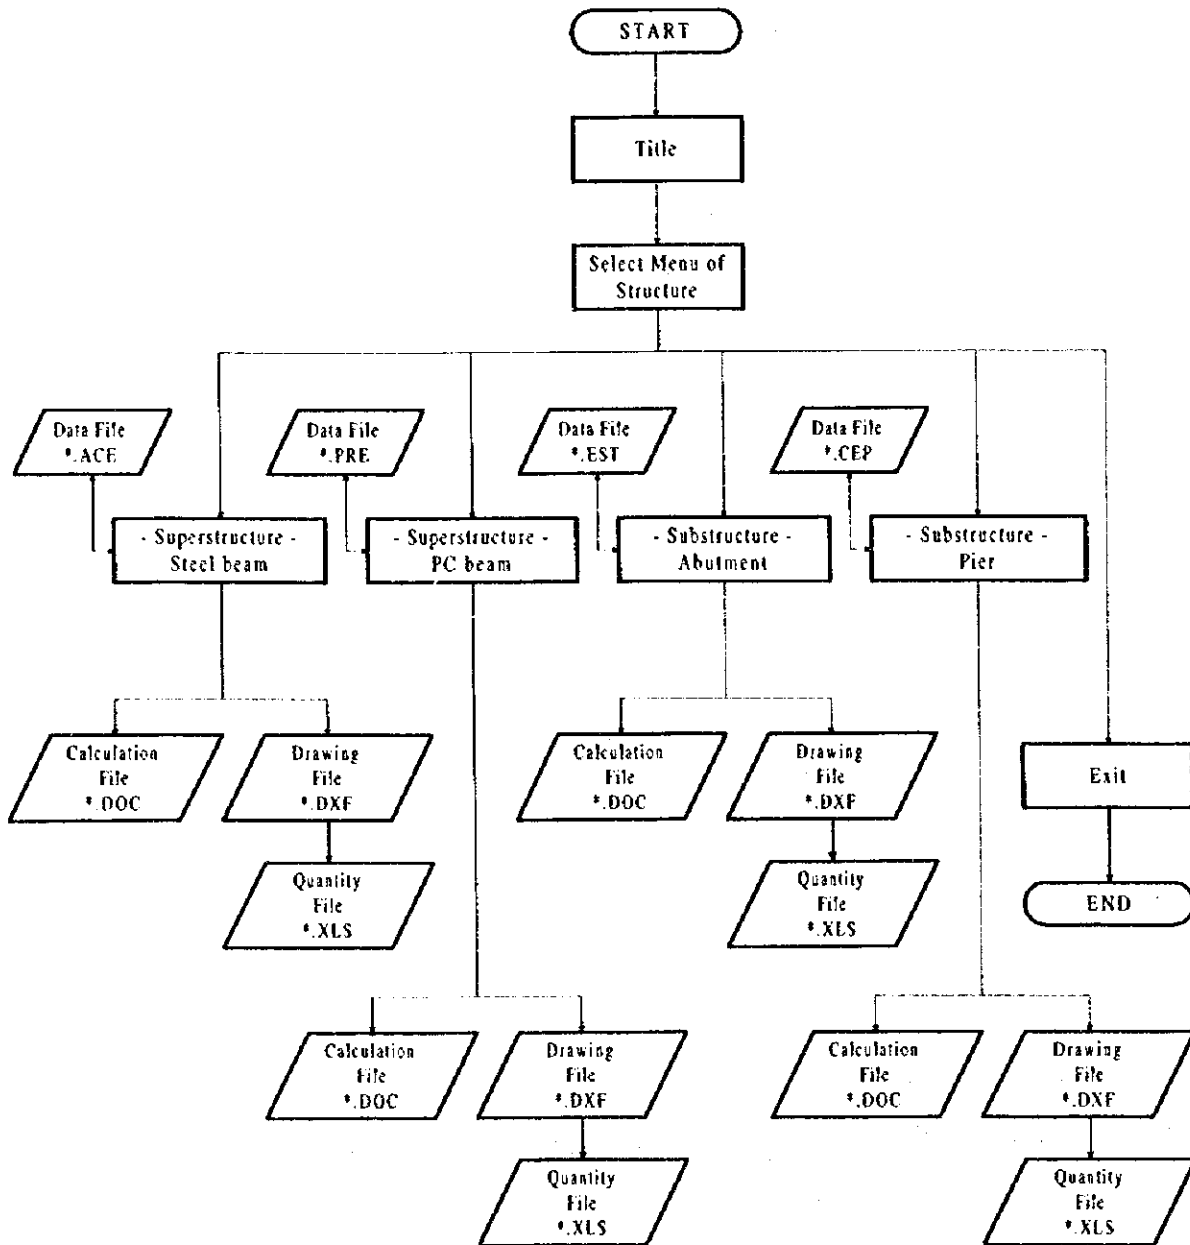 START
Title
Select Menu of
Structure
Data File
*.ACE
Data File
*.PRE
Data File
*.EST
Data File
*.CEP
- Superstructure -
Steel beam
- Superstructure -
PC beam
- Substructure -
Abutment
- Substructure -
Pier
Calculation
File
*.DOC
Drawing
File
*.DXF
Calculation
File
*.DOC
Drawing
File
*.DXF
Exit
Quantity
File
*.XLS
Quantity
File
*.XLS
END
Calculation
File
*.DOC
Drawing
File
*.DXF
Calculation
File
*.DOC
Drawing
File
*.DXF
Quantity
File
*.XLS
Quantity
File
*.XLS